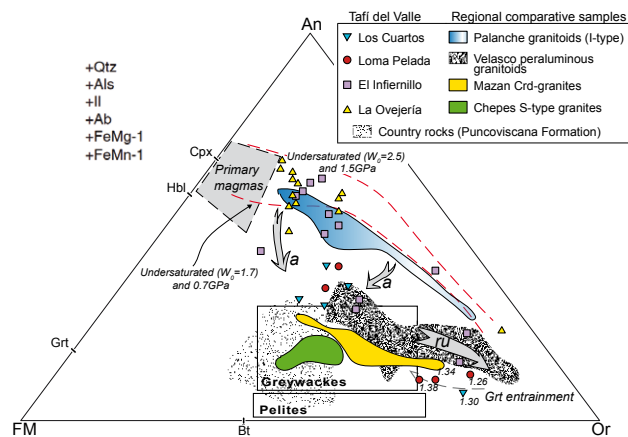 An
Tafí del Valle
Regional comparative samples
Los Cuartos
Palanche granitoids (I-type)
Loma Pelada
Velasco peraluminous
granitoids
El Infiernillo
Mazan Crd-granites
La Ovejería
Chepes S-type granites
Country rocks (Puncoviscana Formation)
+Qtz
+Als
+Il
+Ab
+FeMg-1
+FeMn-1
Cpx
Hbl
Primary
magmas
Undersaturated (W0=2.5)
and 1.5GPa
a
a
Undersaturated (W0=1.7)
and 0.7GPa
Grt
ru
Greywackes
1.34
1.38
1.26
1.30
Grt entrainment
Pelites
FM
Bt
Or